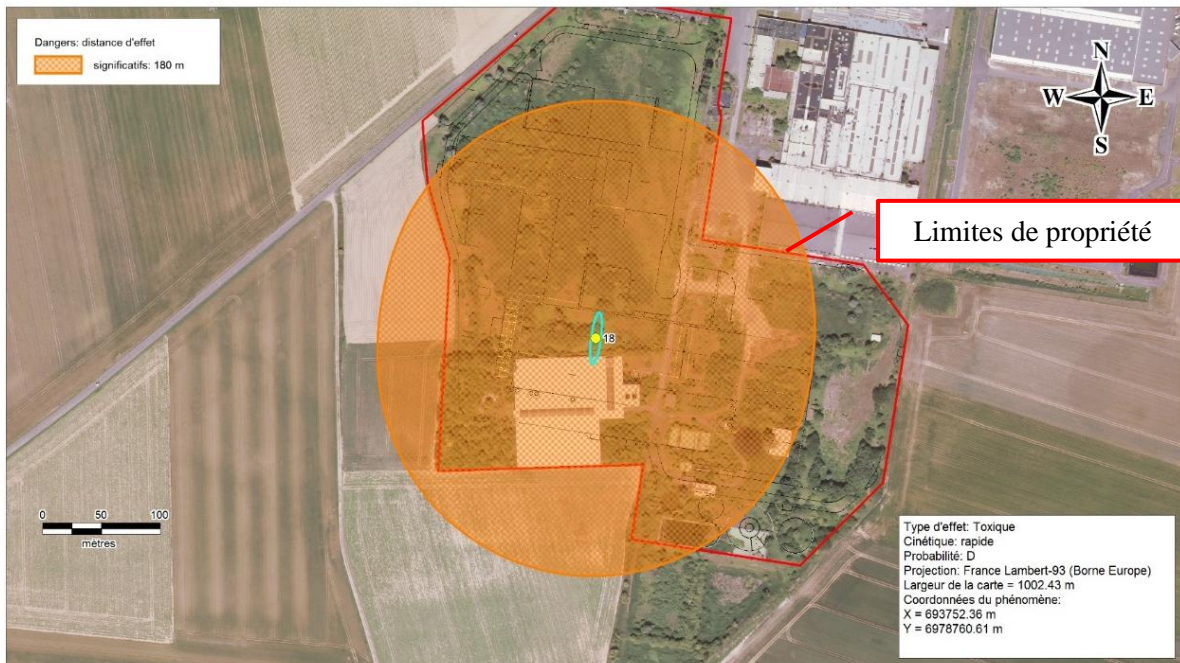 Dangers: distance d'effet
significatifs: 180 m
N
W E
S
Limites de propriété
18
0 50 100
mètres
Type d'effet: Toxique
Cinétique: rapide
Probabilité: D
Projection: France Lambert-93 (Borne Europe)
Largeur de la carte = 1002.43 m
Coordonnées du phénomène:
X = 693752.36 m
Y = 6978760.61 m